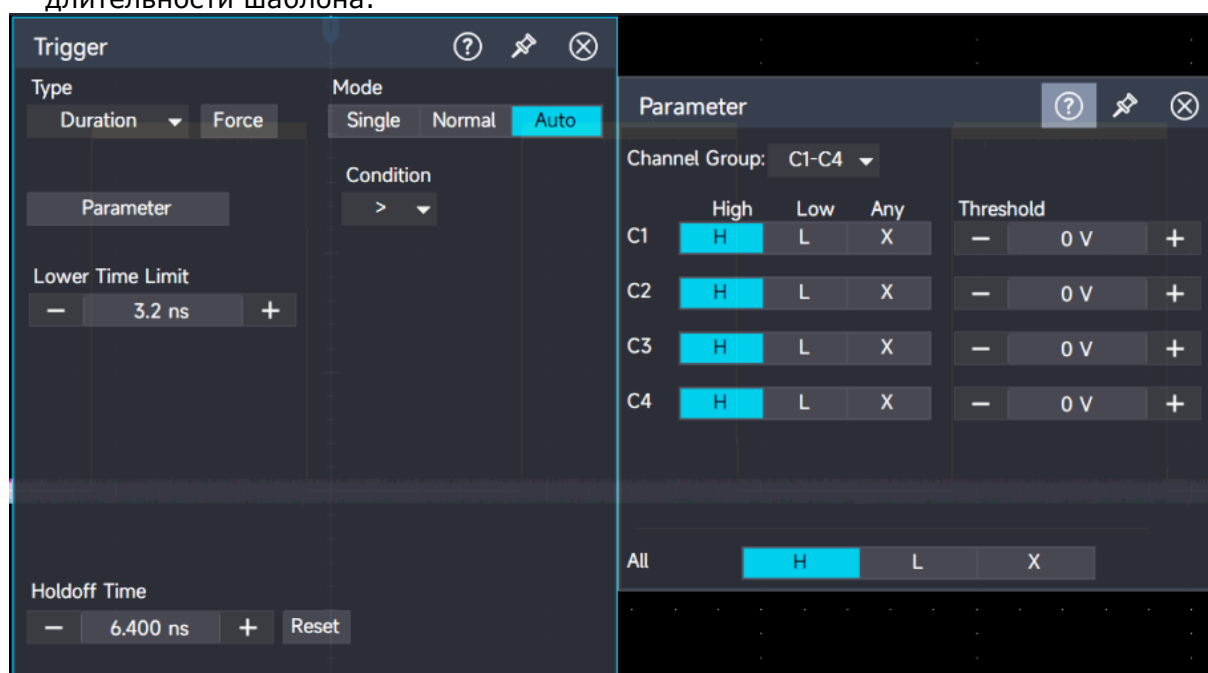 длительности шаблона:
Trigger
Type
Mode
Duration
Force
Single
Normal
Auto
Condition
Parameter
>
Lower Time Limit
−
3.2 ns
+
Holdoff Time
−
6.400 ns
+
Reset
Parameter
Channel Group:
C1-C4
High
Low
Any
Threshold
C1
H
L
X
−
0 V
+
C2
H
L
X
−
0 V
+
C3
H
L
X
−
0 V
+
C4
H
L
X
−
0 V
+
All
H
L
X